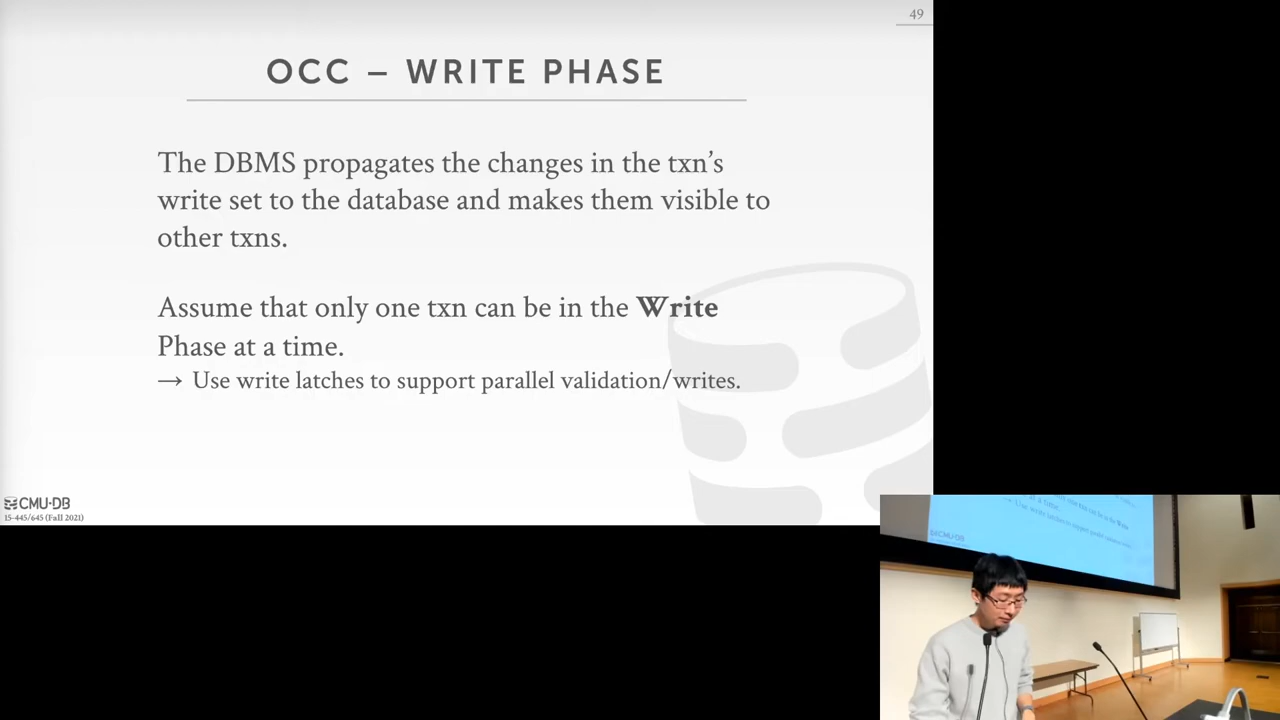 49
OCC – WRITE PHASE
The DBMS propagates the changes in the txn's
write set to the database and makes them visible to
other txns.
Assume that only one txn can be in the Write
Phase at a time.
→ Use write latches to support parallel validation/writes.
CMU·DB
15-445/645 (Fall 2021)